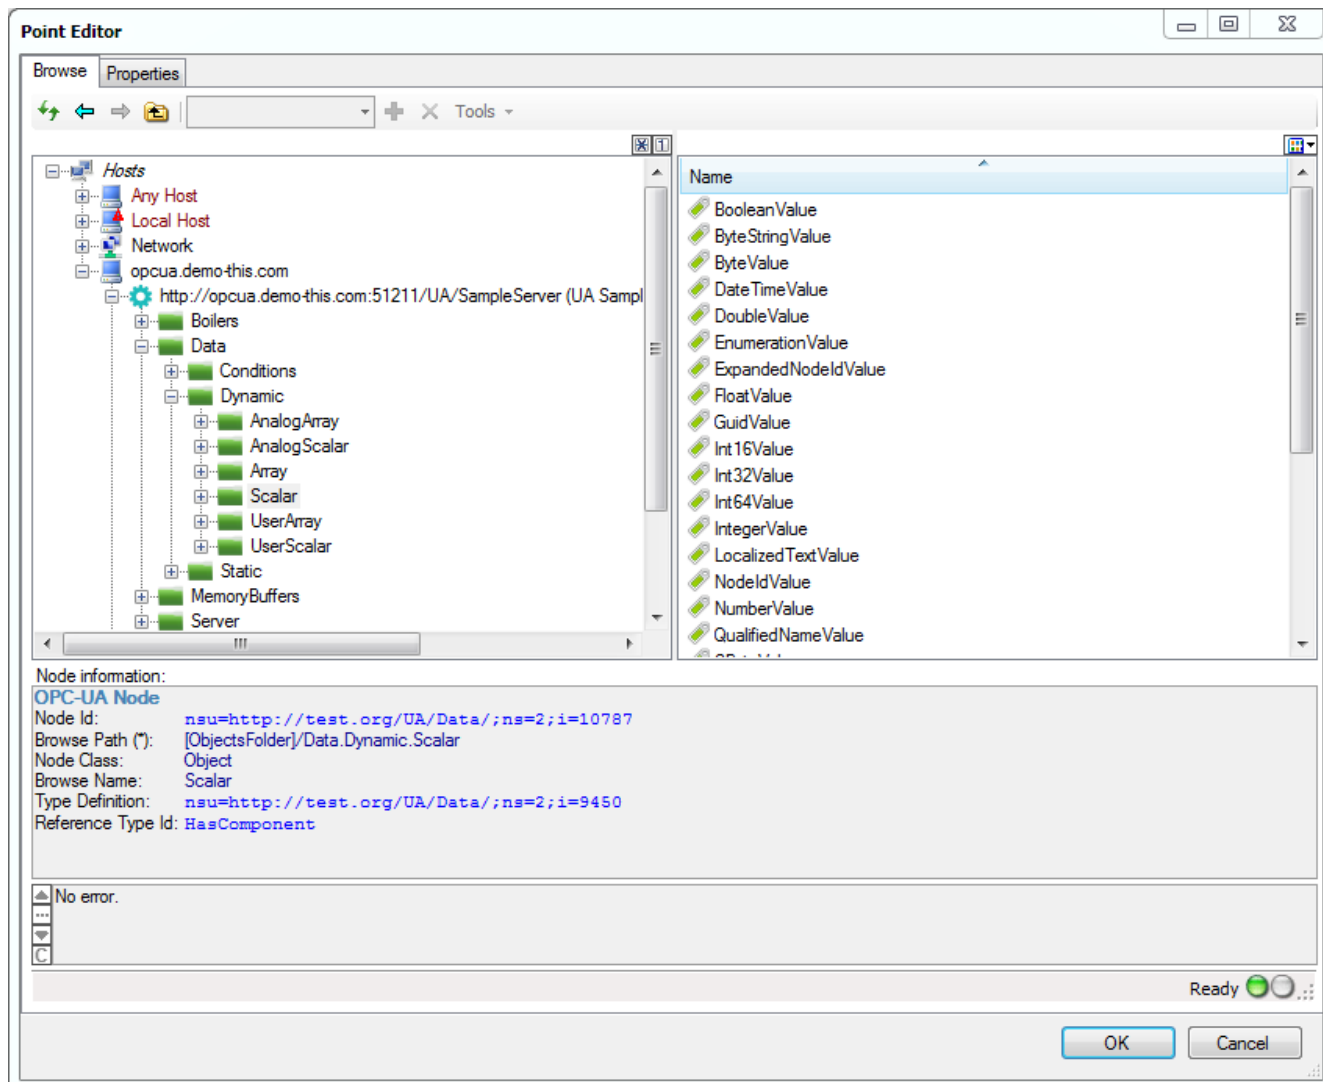 Point Editor
Browse
Properties
Tools
Hosts
Any Host
Local Host
Network
opcua.demo-this.com
http://opcua.demo-this.com:51211/UA/SampleServer (UA Sampl
Boilers
Data
Conditions
Dynamic
AnalogArray
AnalogScalar
Array
Scalar
UserArray
UserScalar
Static
MemoryBuffers
Server
1
Name
BooleanValue
ByteStringValue
ByteValue
DateTimeValue
DoubleValue
EnumerationValue
ExpandedNodeIdValue
FloatValue
GuidValue
Int16Value
Int32Value
Int64Value
IntegerValue
LocalizedTextValue
NodeIdValue
NumberValue
QualifiedNameValue
Node information:
OPC-UA Node
Node Id: nsu=http://test.org/UA/Data/;ns=2;i=10787
Browse Path (*): [ObjectsFolder]/Data.Dynamic.Scalar
Node Class: Object
Browse Name: Scalar
Type Definition: nsu=http://test.org/UA/Data/;ns=2;i=9450
Reference Type Id: HasComponent
No error.
C
Ready
OK
Cancel